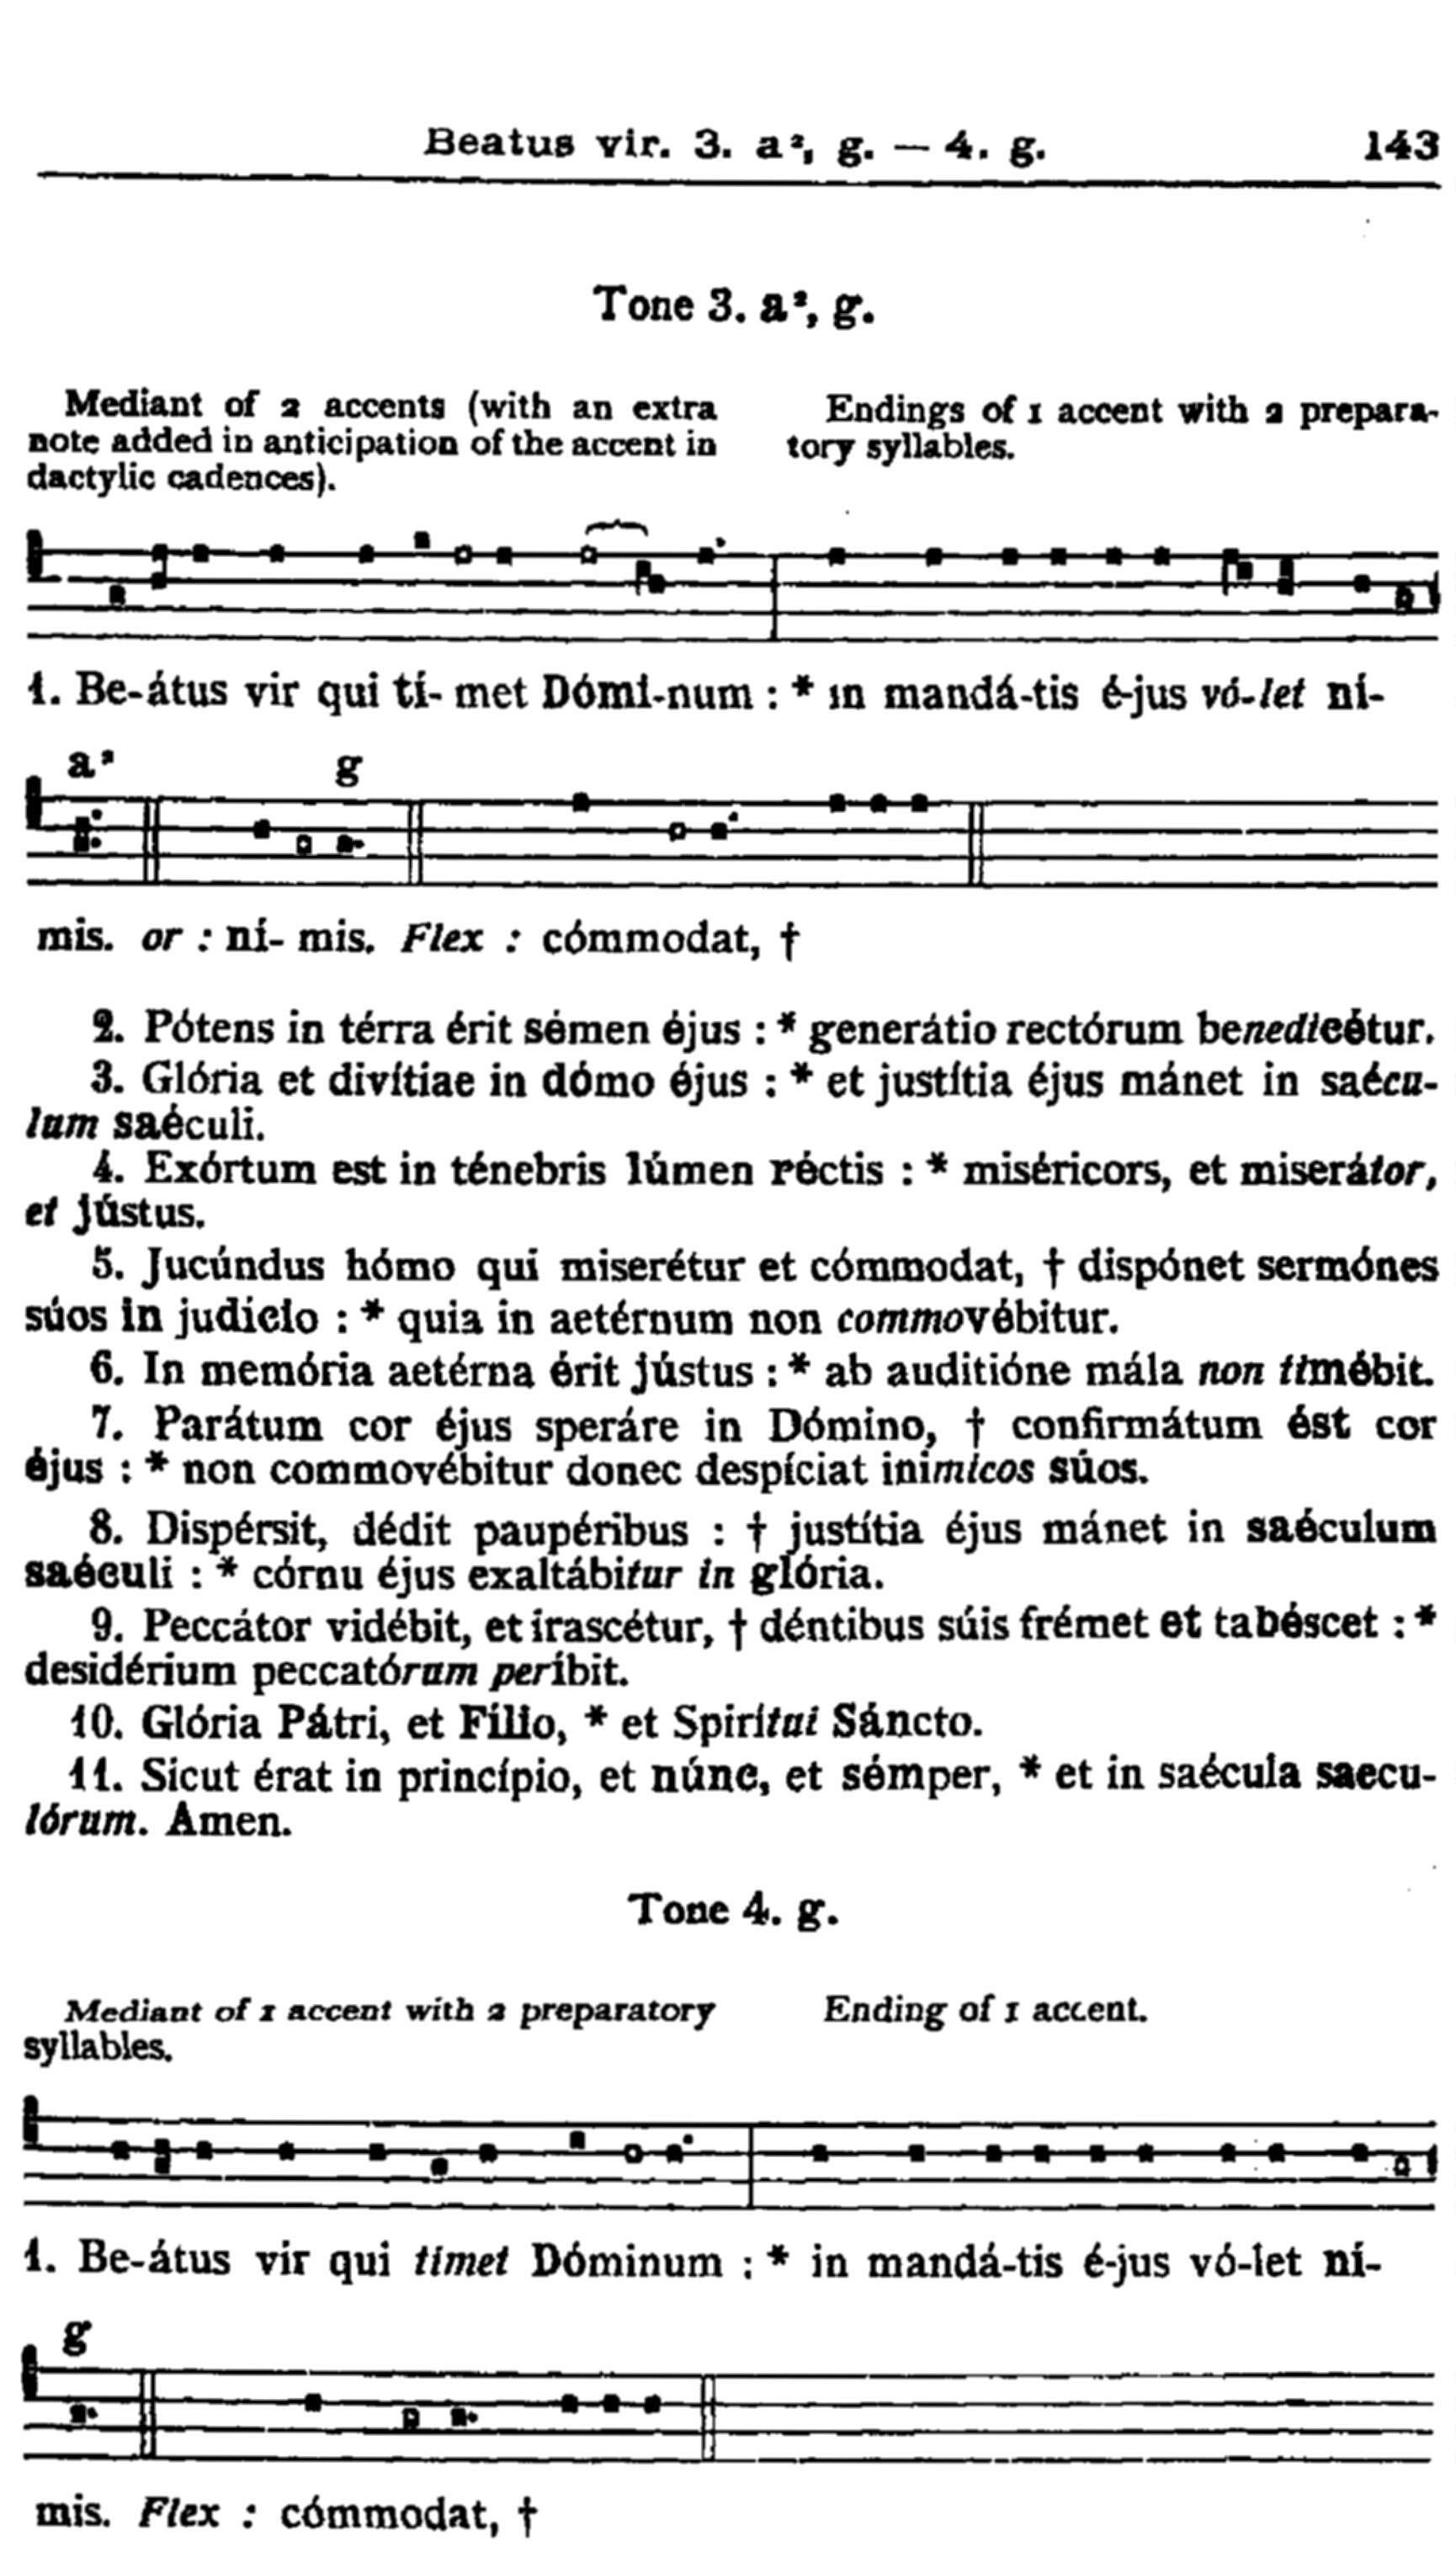 Beatus vir. 3. a², g. — 4. g. 143
Tone 3. a², g.
Mediant of 2 accents (with an extra
note added in anticipation of the accent in
dactylic cadences).
Endings of 1 accent with 2 prepara-
tory syllables.
1. Be-átus vir qui tí- met Dómi-num : * in mandá-tis é-jus vó-let ní-
a² g
mis. or : ní- mis. Flex : cómmodat, †
2. Pótens in térra érit sémen éjus : * generátio rectórum benedicétur.
3. Glória et divítiae in dómo éjus : * et justítia éjus mánet in saécu-
lum saéculi.
4. Exórtum est in ténebris lúmen réctis : * miséricors, et miserátor,
et jústus.
5. Jucúndus hómo qui miserétur et cómmodat, † dispónet sermónes
súos in judício : * quia in aetérnum non commovébitur.
6. In memória aetérna érit jústus : * ab auditióne mála non timébit.
7. Parátum cor éjus speráre in Dómino, † confirmátum ést cor
éjus : * non commovébitur donec despíciat inimícos súos.
8. Dispérsit, dédit paupéribus : † justítia éjus mánet in saéculum
saéculi : * córnu éjus exaltábitur in glória.
9. Peccátor vidébit, et irascétur, † déntibus súis frémet et tabéscet : *
desidérium peccatórum períbit.
10. Glória Pátri, et Fílio, * et Spirítui Sáncto.
11. Sicut érat in princípio, et núnc, et sémper, * et in saécula saecu-
lórum. Amen.
Tone 4. g.
Mediant of 1 accent with 2 preparatory
syllables.
Ending of 1 accent.
1. Be-átus vir qui timet Dóminum : * in mandá-tis é-jus vó-let ní-
g
mis. Flex : cómmodat, †